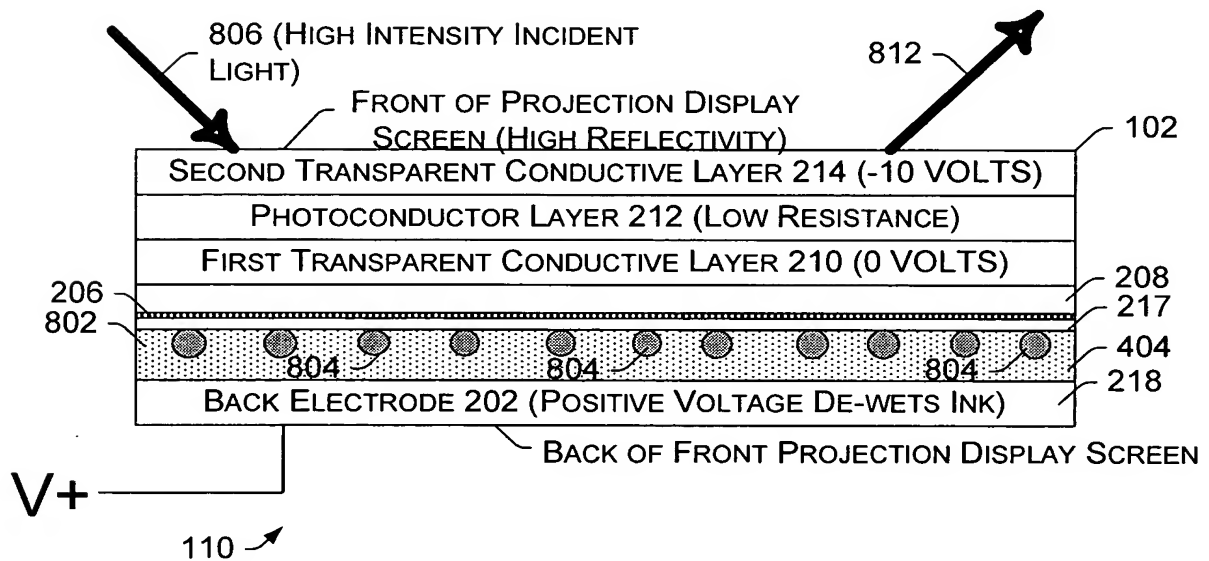 806 (HIGH INTENSITY INCIDENT
LIGHT)
812
FRONT OF PROJECTION DISPLAY
SCREEN (HIGH REFLECTIVITY)
102
SECOND TRANSPARENT CONDUCTIVE LAYER 214 (-10 VOLTS)
PHOTOCONDUCTOR LAYER 212 (LOW RESISTANCE)
FIRST TRANSPARENT CONDUCTIVE LAYER 210 (0 VOLTS)
208
206
217
802
804
804
804
404
218
BACK ELECTRODE 202 (POSITIVE VOLTAGE DE-WETS INK)
BACK OF FRONT PROJECTION DISPLAY SCREEN
V+
110